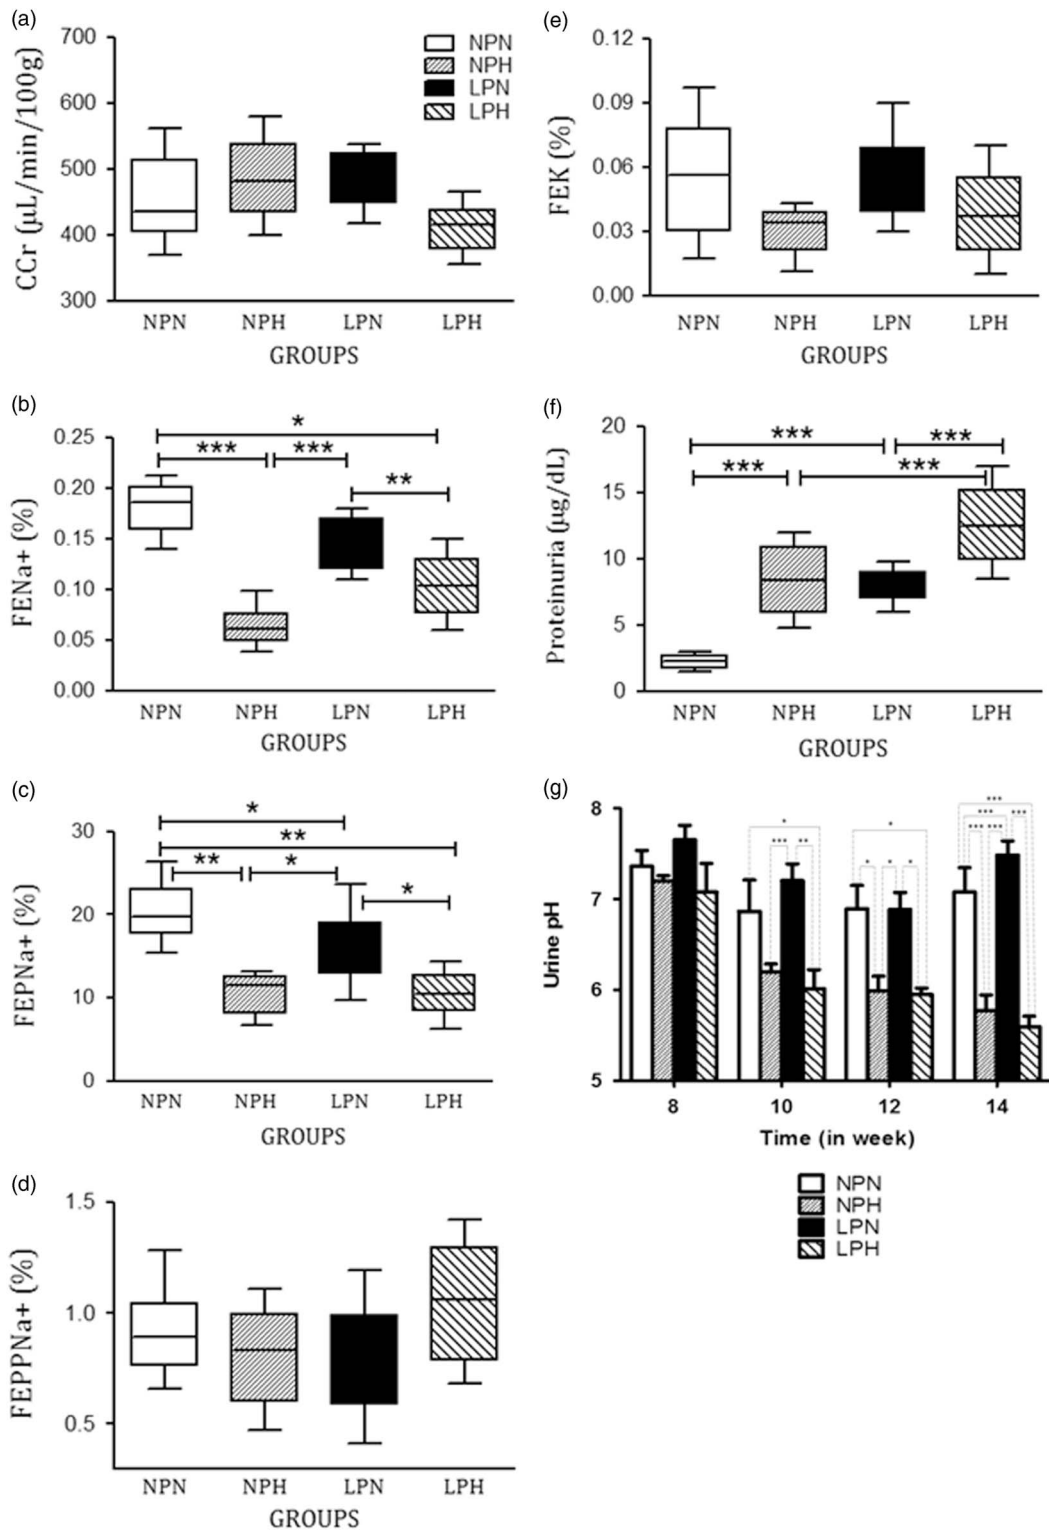 (a)
CCr (µL/min/100g)
700
600
500
400
300
NPN
NPH
LPN
LPH
NPN NPH LPN LPH
GROUPS
(b)
FENa+ (%)
0.25
0.20
0.15
0.10
0.05
0.00
*
*** ***
**
NPN NPH LPN LPH
GROUPS
(c)
FEPNa+ (%)
30
20
10
0
*
**
** *
*
NPN NPH LPN LPH
GROUPS
(d)
FEPPNa+ (%)
1.5
1.0
0.5
NPN NPH LPN LPH
GROUPS
(e)
FEK (%)
0.12
0.09
0.06
0.03
0.00
NPN NPH LPN LPH
GROUPS
(f)
Proteinuria (µg/dL)
20
15
10
5
0
*** ***
*** ***
NPN NPH LPN LPH
GROUPS
(g)
Urine pH
8
7
6
5
*
*** **
*
* * *
***
*** ***
*** ***
8 10 12 14
Time (in week)
NPN
NPH
LPN
LPH